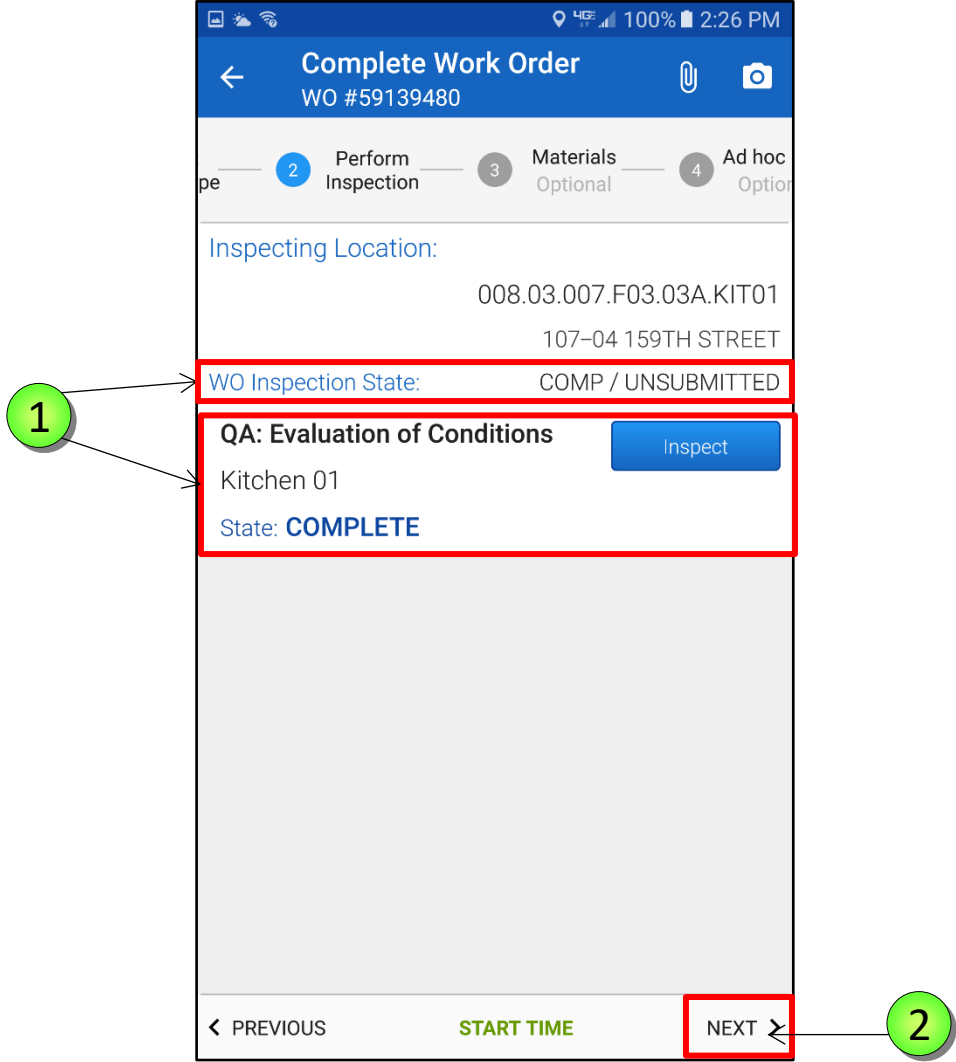 4G LTE 100% 2:26 PM
Complete Work Order
WO #59139480
pe
2 Perform Inspection
3 Materials Optional
4 Ad hoc Option
Inspecting Location:
008.03.007.F03.03A.KIT01
107–04 159TH STREET
WO Inspection State: COMP / UNSUBMITTED
1
QA: Evaluation of Conditions
Inspect
Kitchen 01
State: COMPLETE
PREVIOUS START TIME NEXT
2